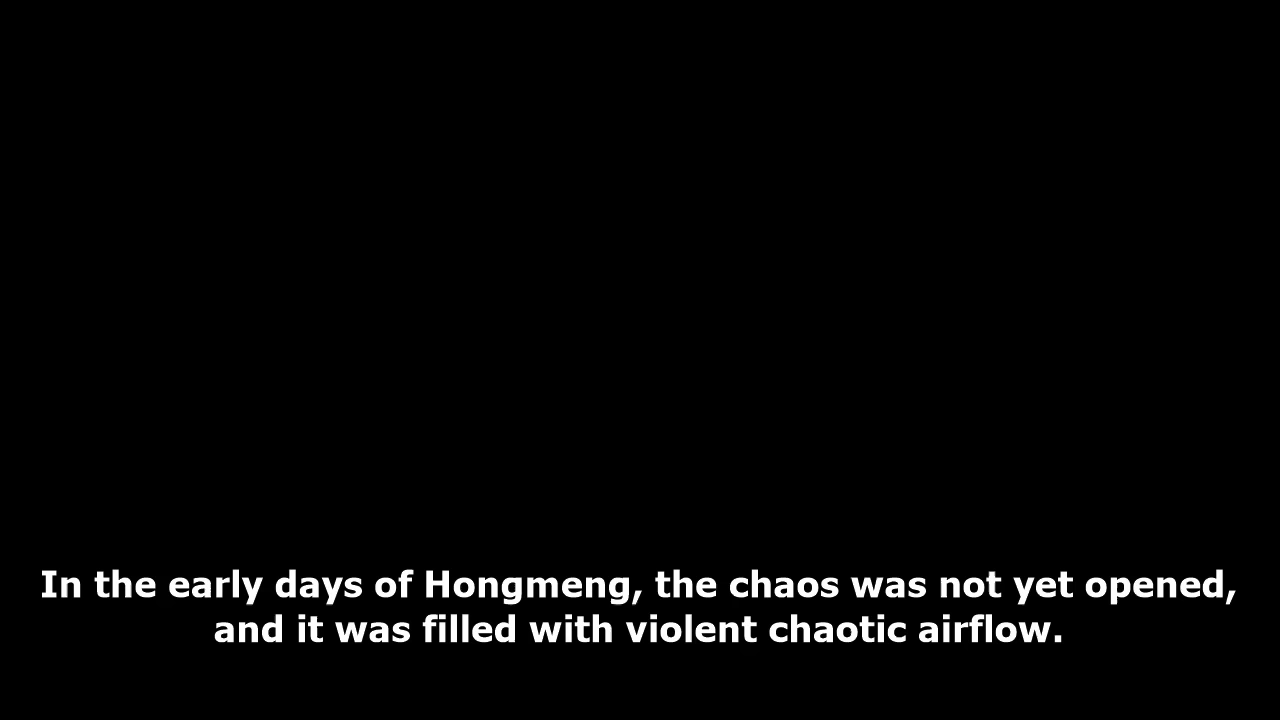 In the early days of Hongmeng, the chaos was not yet opened,
and it was filled with violent chaotic airflow.